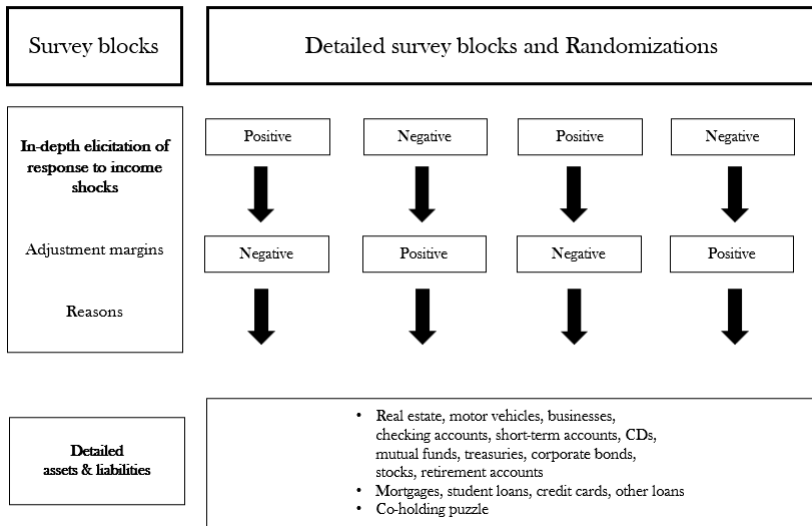 Survey blocks
Detailed survey blocks and Randomizations
In-depth elicitation of
response to income
shocks
Adjustment margins
Reasons
Positive
Negative
Positive
Negative
Negative
Positive
Negative
Positive
Detailed
assets & liabilities
• Real estate, motor vehicles, businesses,
checking accounts, short-term accounts, CDs,
mutual funds, treasuries, corporate bonds,
stocks, retirement accounts
• Mortgages, student loans, credit cards, other loans
• Co-holding puzzle